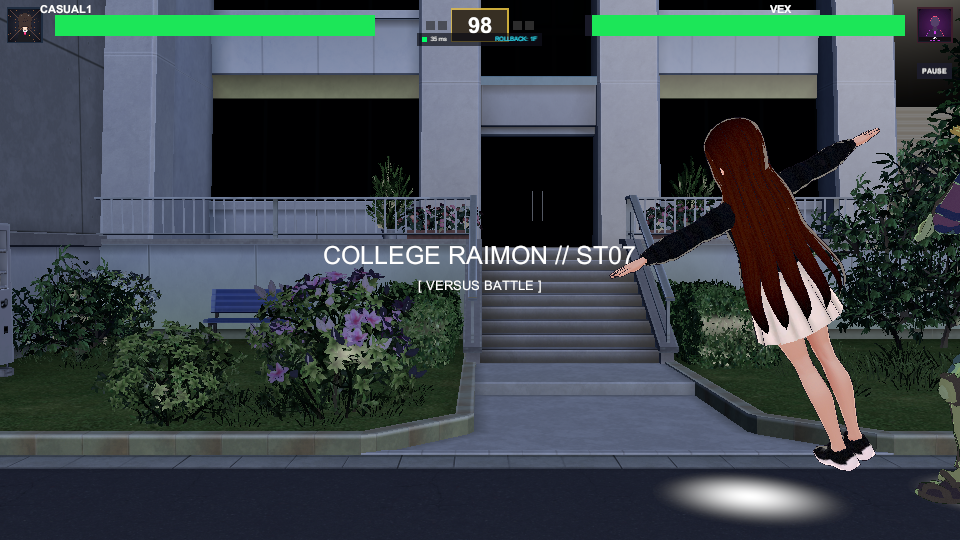 CASUAL1
98
VEX
35 ms
ROLLBACK: 1F
PAUSE
COLLEGE RAIMON // ST07
[ VERSUS BATTLE ]